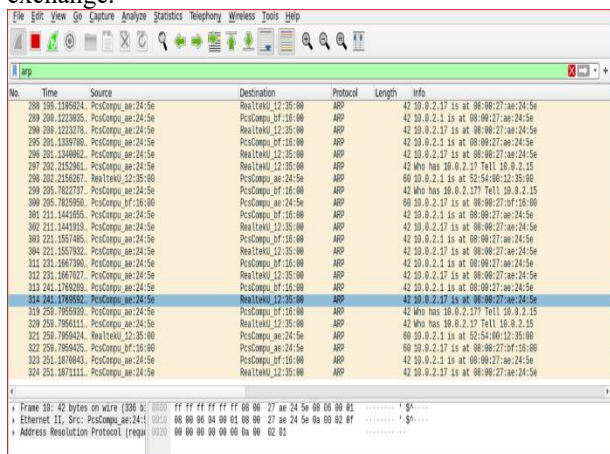 exchange.
File Edit View Go Capture Analyze Statistics Telephony Wireless Tools Help
arp
No. Time Source Destination Protocol Length Info
288 199.1105024… PcsCompu_ae:24:5e RealtekU_12:35:00 ARP 42 10.0.2.17 is at 08:00:27:ae:24:5e
289 200.1223035… PcsCompu_ae:24:5e PcsCompu_bf:16:00 ARP 42 10.0.2.1 is at 08:00:27:ae:24:5e
290 200.1223278… PcsCompu_ae:24:5e RealtekU_12:35:00 ARP 42 10.0.2.17 is at 08:00:27:ae:24:5e
295 201.1339780… PcsCompu_ae:24:5e PcsCompu_bf:16:00 ARP 42 10.0.2.1 is at 08:00:27:ae:24:5e
296 201.1340062… PcsCompu_ae:24:5e RealtekU_12:35:00 ARP 42 10.0.2.17 is at 08:00:27:ae:24:5e
297 202.2152961… PcsCompu_ae:24:5e RealtekU_12:35:00 ARP 42 Who has 10.0.2.1? Tell 10.0.2.15
298 202.2156267… RealtekU_12:35:00 PcsCompu_ae:24:5e ARP 60 10.0.2.1 is at 52:54:00:12:35:00
299 205.7822737… PcsCompu_ae:24:5e PcsCompu_bf:16:00 ARP 42 Who has 10.0.2.17? Tell 10.0.2.15
300 205.7825950… PcsCompu_bf:16:00 PcsCompu_ae:24:5e ARP 60 10.0.2.17 is at 08:00:27:bf:16:00
301 211.1441655… PcsCompu_ae:24:5e PcsCompu_bf:16:00 ARP 42 10.0.2.1 is at 08:00:27:ae:24:5e
302 211.1441919… PcsCompu_ae:24:5e RealtekU_12:35:00 ARP 42 10.0.2.17 is at 08:00:27:ae:24:5e
303 221.1557485… PcsCompu_ae:24:5e PcsCompu_bf:16:00 ARP 42 10.0.2.1 is at 08:00:27:ae:24:5e
304 221.1557932… PcsCompu_ae:24:5e RealtekU_12:35:00 ARP 42 10.0.2.17 is at 08:00:27:ae:24:5e
311 231.1667390… PcsCompu_ae:24:5e PcsCompu_bf:16:00 ARP 42 10.0.2.1 is at 08:00:27:ae:24:5e
312 231.1667627… PcsCompu_ae:24:5e RealtekU_12:35:00 ARP 42 10.0.2.17 is at 08:00:27:ae:24:5e
313 241.1769289… PcsCompu_ae:24:5e PcsCompu_bf:16:00 ARP 42 10.0.2.1 is at 08:00:27:ae:24:5e
314 241.1769592… PcsCompu_ae:24:5e RealtekU_12:35:00 ARP 42 10.0.2.17 is at 08:00:27:ae:24:5e
319 250.7955939… PcsCompu_ae:24:5e PcsCompu_bf:16:00 ARP 42 Who has 10.0.2.17? Tell 10.0.2.15
320 250.7956111… PcsCompu_ae:24:5e RealtekU_12:35:00 ARP 42 Who has 10.0.2.1? Tell 10.0.2.15
321 250.7959424… RealtekU_12:35:00 PcsCompu_ae:24:5e ARP 60 10.0.2.1 is at 52:54:00:12:35:00
322 250.7959425… PcsCompu_bf:16:00 PcsCompu_ae:24:5e ARP 60 10.0.2.17 is at 08:00:27:bf:16:00
323 251.1870843… PcsCompu_ae:24:5e PcsCompu_bf:16:00 ARP 42 10.0.2.1 is at 08:00:27:ae:24:5e
324 251.1871111… PcsCompu_ae:24:5e RealtekU_12:35:00 ARP 42 10.0.2.17 is at 08:00:27:ae:24:5e
Frame 10: 42 bytes on wire (336 b 0000 ff ff ff ff ff ff 08 00 27 ae 24 5e 08 06 00 01 ········ '·$^····
Ethernet II, Src: PcsCompu_ae:24: 0010 08 00 06 04 00 01 08 00 27 ae 24 5e 0a 00 02 0f ········ '·$^····
Address Resolution Protocol (requ 0020 00 00 00 00 00 00 0a 00 02 01 ········ ··